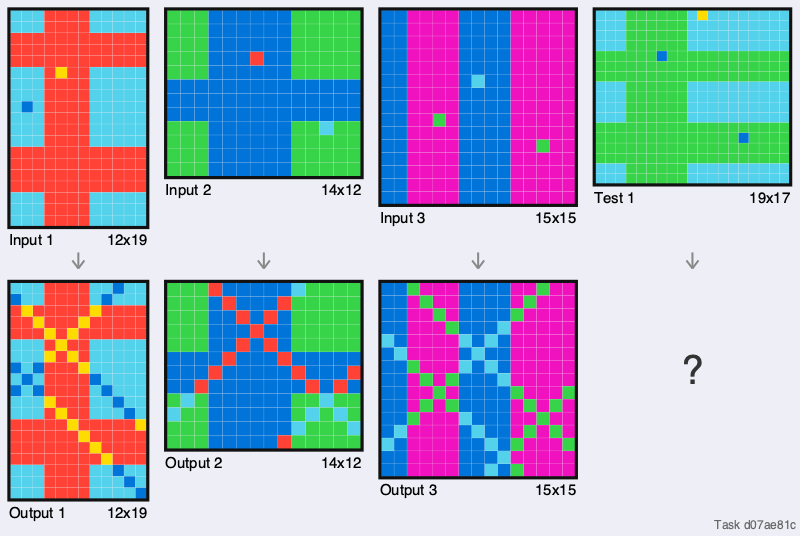 Input 1 12x19
Input 2 14x12
Input 3 15x15
Test 1 19x17
?
Output 1 12x19
Output 2 14x12
Output 3 15x15
Task d07ae81c